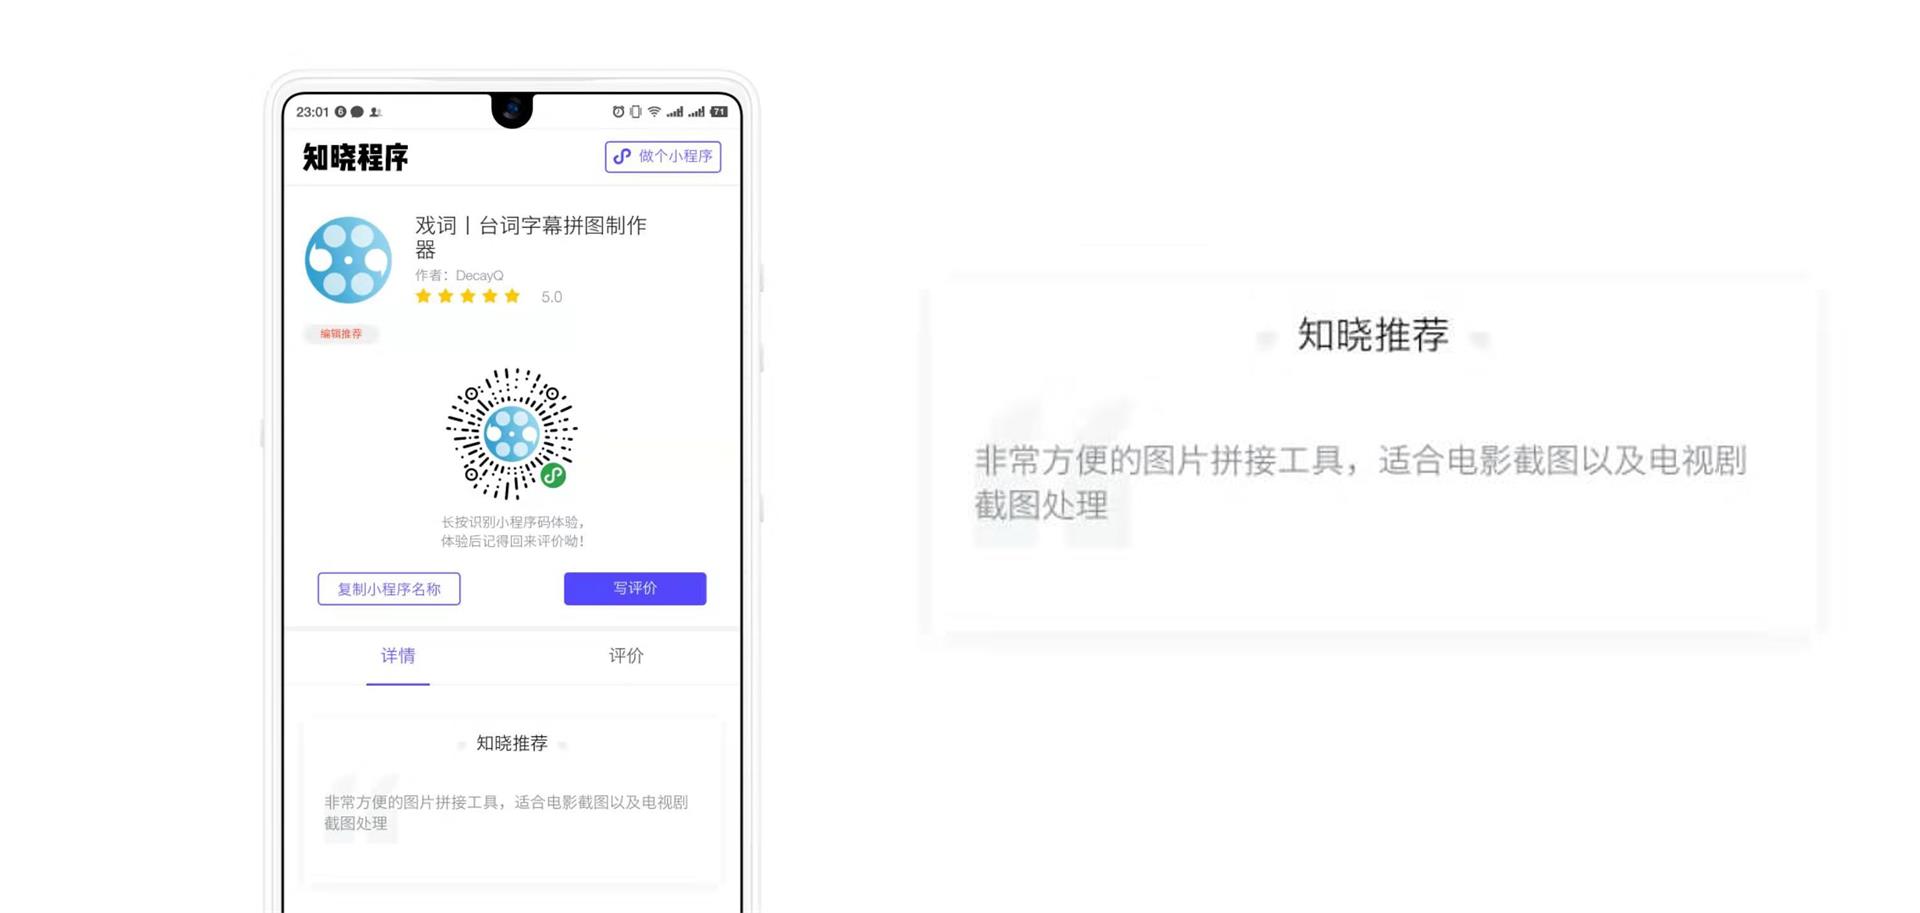 23:01
71
知晓程序
做个小程序
戏词丨台词字幕拼图制作
器
作者：DecayQ
5.0
编辑推荐
长按识别小程序码体验，
体验后记得回来评价呦！
复制小程序名称
写评价
详情
评价
知晓推荐
非常方便的图片拼接工具，适合电影截图以及电视剧
截图处理
知晓推荐
非常方便的图片拼接工具，适合电影截图以及电视剧
截图处理